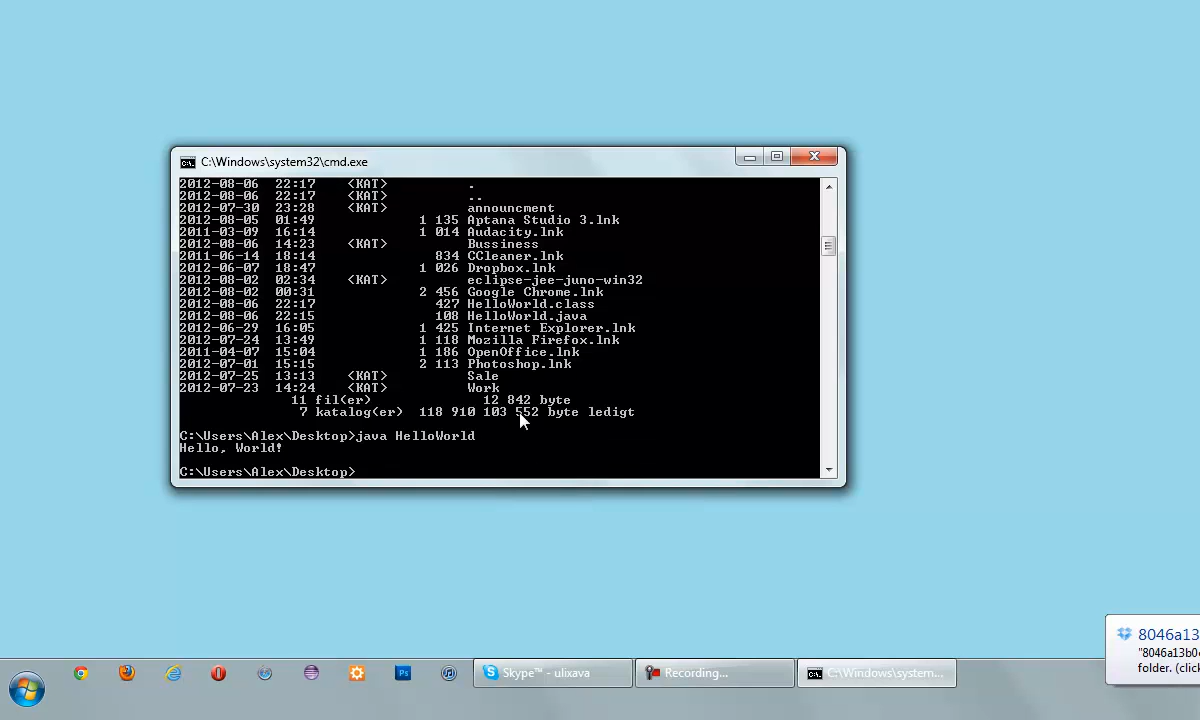 C:\Windows\system32\cmd.exe
2012-08-06 22:17 <KAT> .
2012-08-06 22:17 <KAT> ..
2012-07-30 23:28 <KAT> announcment
2012-08-05 01:49 1 135 Aptana Studio 3.lnk
2011-03-09 16:14 1 014 Audacity.lnk
2012-08-06 14:23 <KAT> Bussiness
2011-06-14 18:14 834 CCleaner.lnk
2012-06-07 18:47 1 026 Dropbox.lnk
2012-08-02 02:34 <KAT> eclipse-jee-juno-win32
2012-08-02 00:31 2 456 Google Chrome.lnk
2012-08-06 22:17 427 HelloWorld.class
2012-08-06 22:15 108 HelloWorld.java
2012-06-29 16:05 1 425 Internet Explorer.lnk
2012-07-24 13:49 1 118 Mozilla Firefox.lnk
2011-04-07 15:04 1 186 OpenOffice.lnk
2012-07-01 15:15 2 113 Photoshop.lnk
2012-07-25 13:13 <KAT> Sale
2012-07-23 14:24 <KAT> Work
11 fil(er) 12 842 byte
7 katalog(er) 118 910 103 552 byte ledigt
C:\Users\Alex\Desktop>java HelloWorld
Hello, World!
C:\Users\Alex\Desktop>
8046a13
"8046a13b0
folder. (click
Skype™ - ulixava
Recording...
C:\Windows\system...
Ps